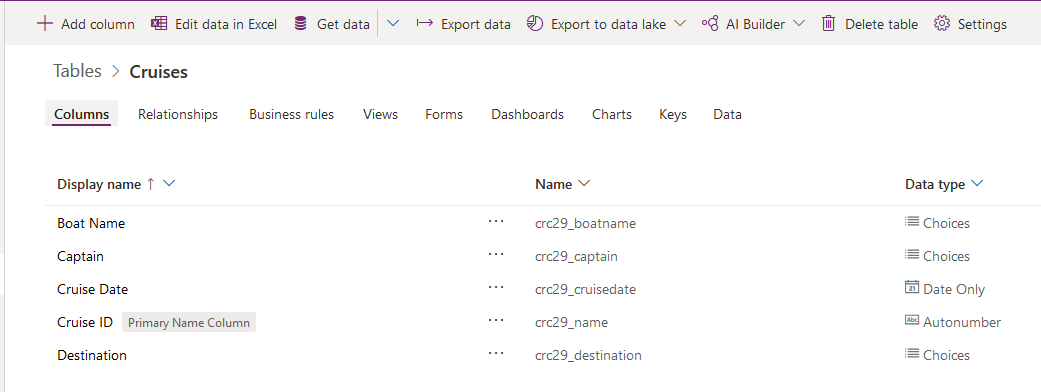 Add column Edit data in Excel Get data Export data Export to data lake AI Builder Delete table Settings
Tables > Cruises
Columns Relationships Business rules Views Forms Dashboards Charts Keys Data
Display name ↑ Name Data type
Boat Name ... crc29_boatname Choices
Captain ... crc29_captain Choices
Cruise Date ... crc29_cruisedate 21 Date Only
Cruise ID Primary Name Column ... crc29_name Abc Autonumber
Destination ... crc29_destination Choices